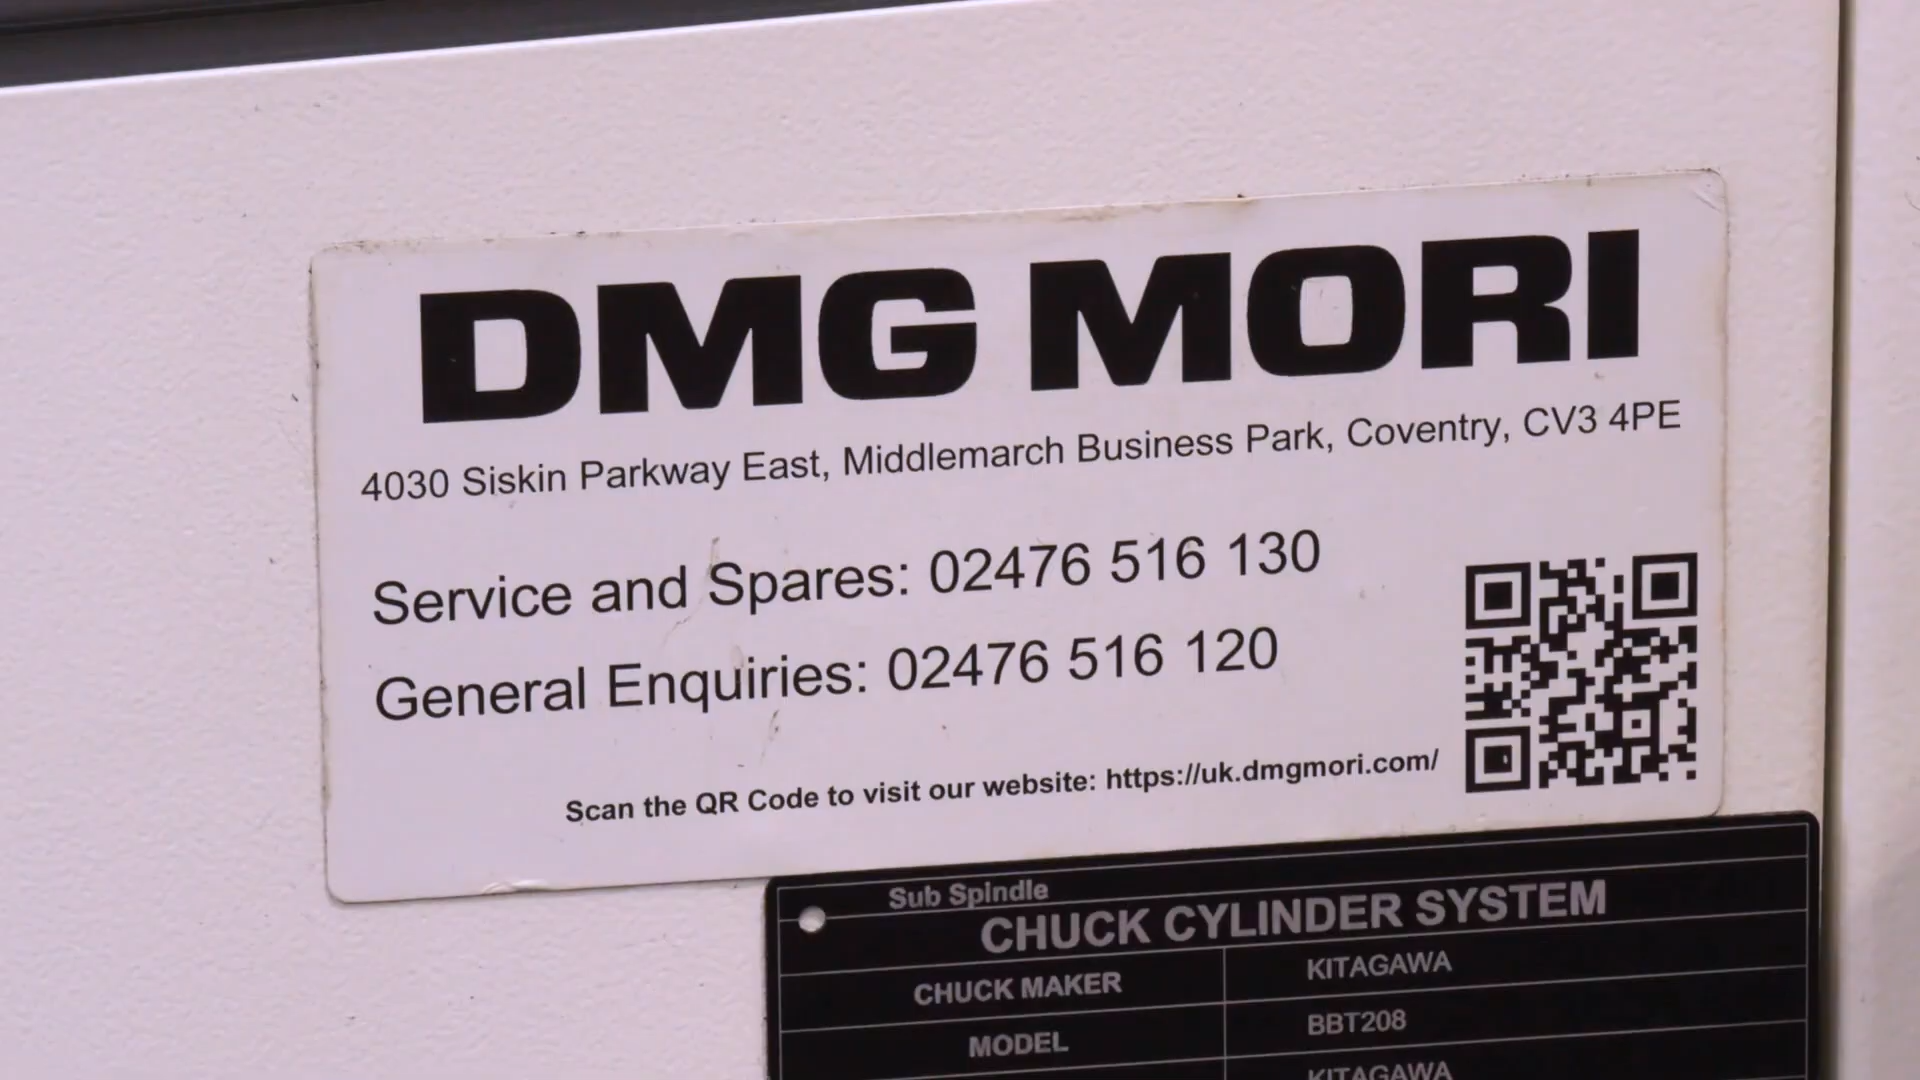 DMG MORI
4030 Siskin Parkway East, Middlemarch Business Park, Coventry, CV3 4PE
Service and Spares: 02476 516 130
General Enquiries: 02476 516 120
Scan the QR Code to visit our website: https://uk.dmgmori.com/
Sub Spindle
CHUCK CYLINDER SYSTEM
CHUCK MAKER KITAGAWA
MODEL BBT208
KITAGAWA